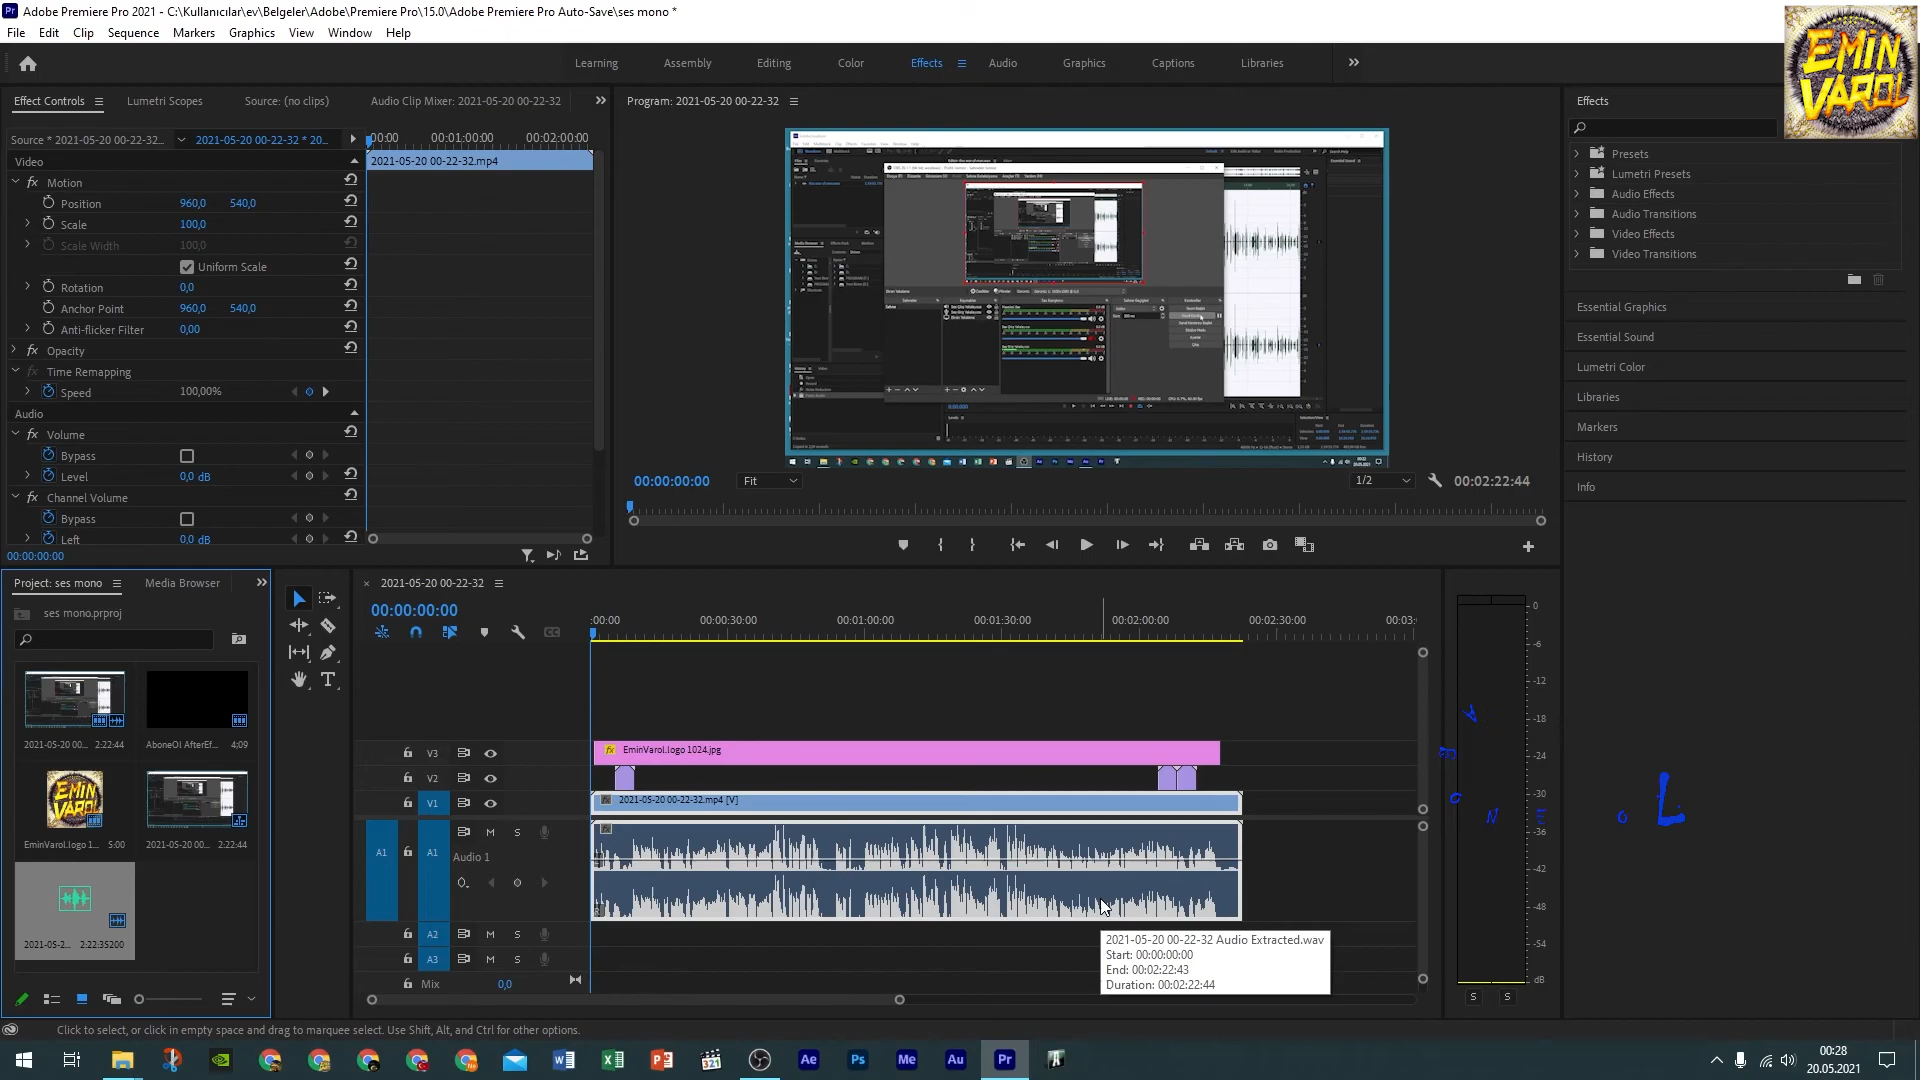 Adobe Premiere Pro 2021 - C:\Kullanıcılar\ev\Belgeler\Adobe\Premiere Pro\15.0\Adobe Premiere Pro Auto-Save\ses mono *
File Edit Clip Sequence Markers Graphics View Window Help
EMIN VAROL
Learning Assembly Editing Color Effects Audio Graphics Captions Libraries
Effect Controls Lumetri Scopes Source: (no clips) Audio Clip Mixer: 2021-05-20 00-22-32
Program: 2021-05-20 00-22-32
Effects
Source * 2021-05-20 00-22-32... 2021-05-20 00-22-32 * 20...
:00:00 00:01:00:00 00:02:00:00
Video
2021-05-20 00-22-32.mp4
Motion
Position 960,0 540,0
Scale 100,0
Scale Width 100,0
Uniform Scale
Rotation 0,0
Anchor Point 960,0 540,0
Anti-flicker Filter 0,00
Opacity
Time Remapping
Speed 100,00%
Audio
Volume
Bypass
Level 0,0 dB
Channel Volume
Bypass
Left 0,0 dB
00:00:00:00
00:00:00:00 Fit 1/2 00:02:22:44
Presets
Lumetri Presets
Audio Effects
Audio Transitions
Video Effects
Video Transitions
Essential Graphics
Essential Sound
Lumetri Color
Libraries
Markers
History
Info
Project: ses mono Media Browser
ses mono.prproj
2021-05-20 00... 2:22:44
AboneOl AfterEf... 4;09
EminVarol.logo 1... 5:00
2021-05-20 00... 2:22:44
2021-05-2... 2:22:35200
2021-05-20 00-22-32
00:00:00:00
:00:00 00:00:30:00 00:01:00:00 00:01:30:00 00:02:00:00 00:02:30:00 00:03:0
V3 EminVarol.logo 1024.jpg
V2
V1 2021-05-20 00-22-32.mp4 [V]
A1 A1 M S
Audio 1
A2 M S
A3 M S
Mix 0,0
2021-05-20 00-22-32 Audio Extracted.wav
Start: 00:00:00:00
End: 00:02:22:43
Duration: 00:02:22:44
0
-6
-12
-18
-24
-30
-36
-42
-48
-54
dB
S S
A
B
O
N
E
O
L
Click to select, or click in empty space and drag to marquee select. Use Shift, Alt, and Ctrl for other options.
321 Ae Ps Me Au Pr
00:28
20.05.2021